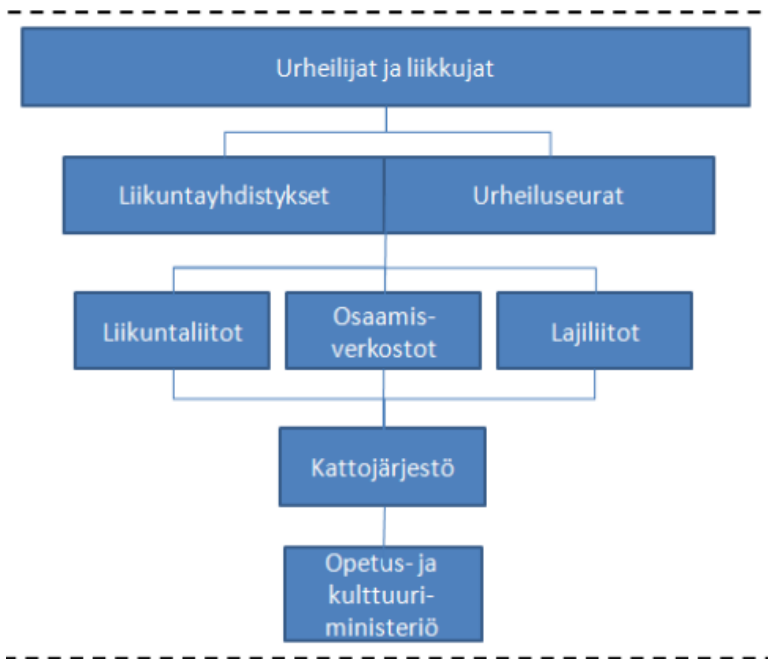 Urheilijat ja liikkujat
Liikuntayhdistykset
Urheiluseurat
Liikuntaliitot
Osaamis-
verkostot
Lajiliitot
Kattojärjestö
Opetus- ja
kulttuuri-
ministeriö